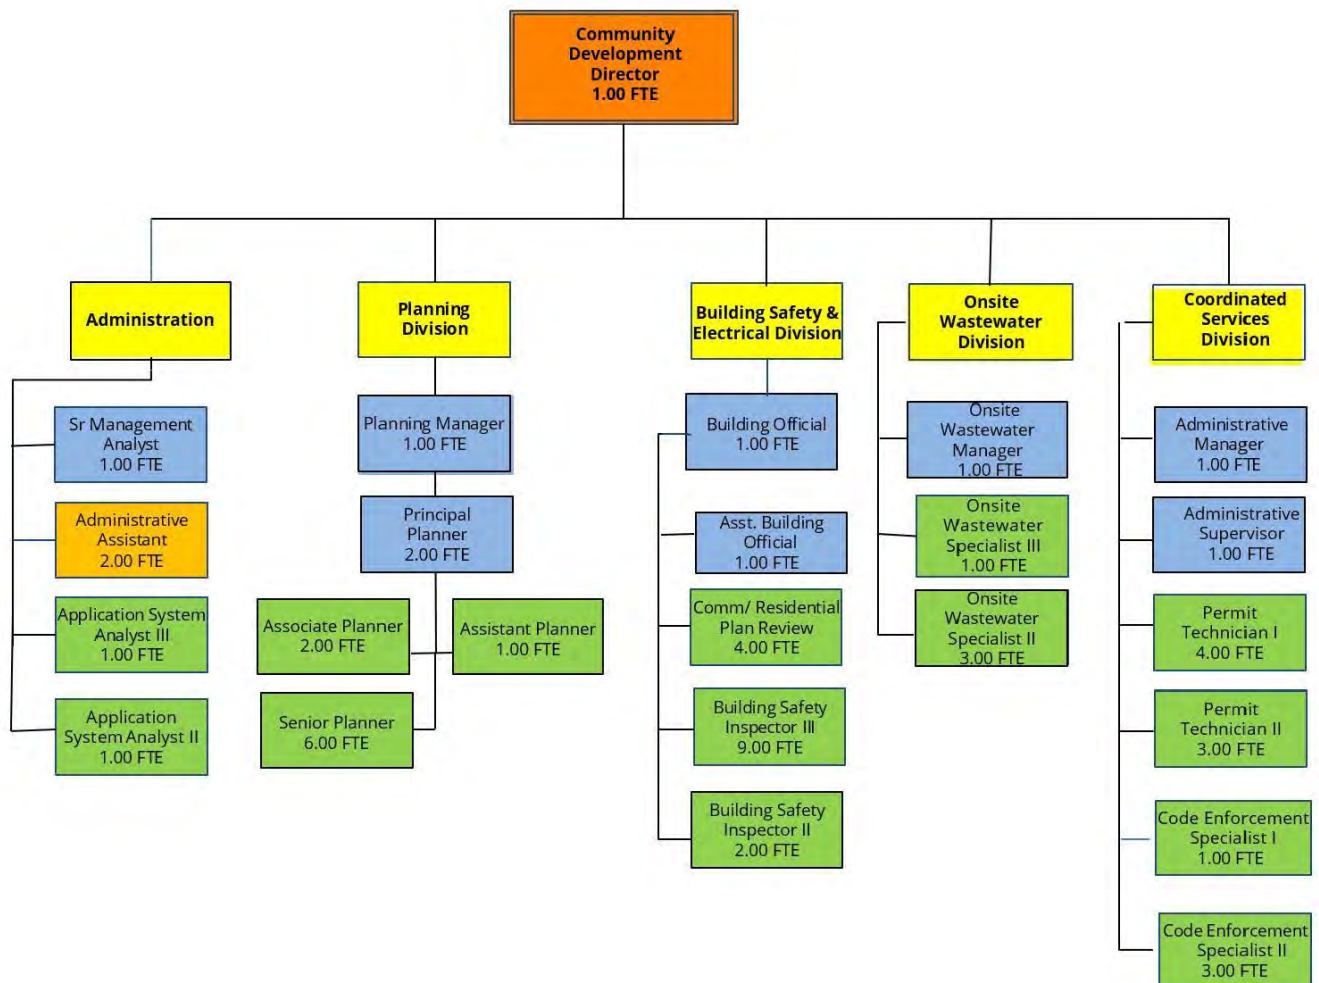 Community
Development
Director
1.00 FTE
Administration
Sr Management
Analyst
1.00 FTE
Administrative
Assistant
2.00 FTE
Application System
Analyst III
1.00 FTE
Application
System Analyst II
1.00 FTE
Planning
Division
Planning Manager
1.00 FTE
Principal
Planner
2.00 FTE
Associate Planner
2.00 FTE
Assistant Planner
1.00 FTE
Senior Planner
6.00 FTE
Building Safety &
Electrical Division
Building Official
1.00 FTE
Asst. Building
Official
1.00 FTE
Comm/ Residential
Plan Review
4.00 FTE
Building Safety
Inspector III
9.00 FTE
Building Safety
Inspector II
2.00 FTE
Onsite
Wastewater
Division
Onsite
Wastewater
Manager
1.00 FTE
Onsite
Wastewater
Specialist III
1.00 FTE
Onsite
Wastewater
Specialist II
3.00 FTE
Coordinated
Services
Division
Administrative
Manager
1.00 FTE
Administrative
Supervisor
1.00 FTE
Permit
Technician I
4.00 FTE
Permit
Technician II
3.00 FTE
Code Enforcement
Specialist I
1.00 FTE
Code Enforcement
Specialist II
3.00 FTE